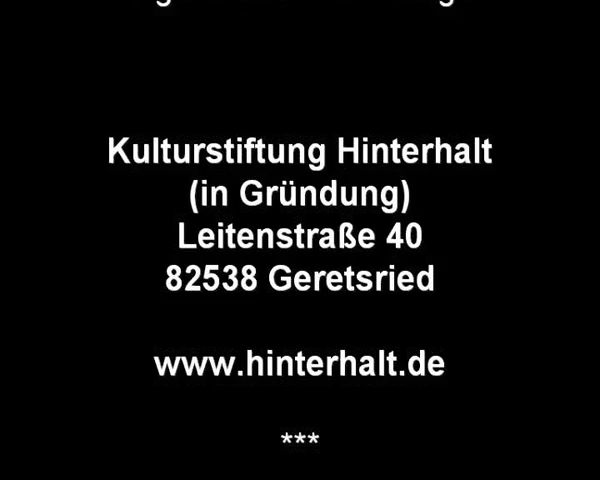 Kulturstiftung Hinterhalt
(in Gründung)
Leitenstraße 40
82538 Geretsried
www.hinterhalt.de
***